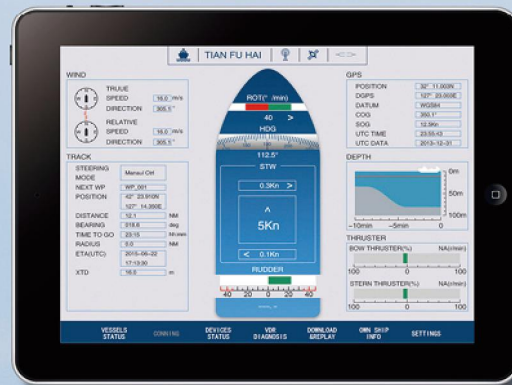 TIAN FU HAI
WIND
TRUUE
SPEED 16.0 m/s
DIRECTION 305.1°
RELATIVE
SPEED 16.0 m/s
DIRECTION 305.1°
TRACK
STEERING MODE Manaul Ctrl
NEXT WP WP_001
POSITION 42° 23.910N
127° 14.350E
DISTANCE 12.1 NM
BEARING 018.6 deg
TIME TO GO 23:15 hh:mm
RADIUS 5.0 NM
ETA(UTC) 2015-06-22
17:13:30
XTD 16.0 m
ROT(° /min)
40 >
HDG
112.5°
STW
0.3Kn >
^
5Kn
< 0.1Kn
RUDDER
40 20 0 20 40
GPS
POSITION 32° 11.003N
DGPS 127° 23.003E
DATUM WGS84
COG 350.1°
SOG 12.5Kn
UTC TIME 23:55:43
UTC DATA 2013-12-31
DEPTH
0m
50m
100m
-10min -5min 0
THRUSTER
BOW THRUSTER(%) NA(r/min)
100 0 100
STERN THRUSTER(%) NA(r/min)
100 0 100
VESSELS STATUS
CONNING
DEVICES STATUS
VDR DIAGNOSIS
DOWNLOAD &REPLAY
OWN SHIP INFO
SETTINGS